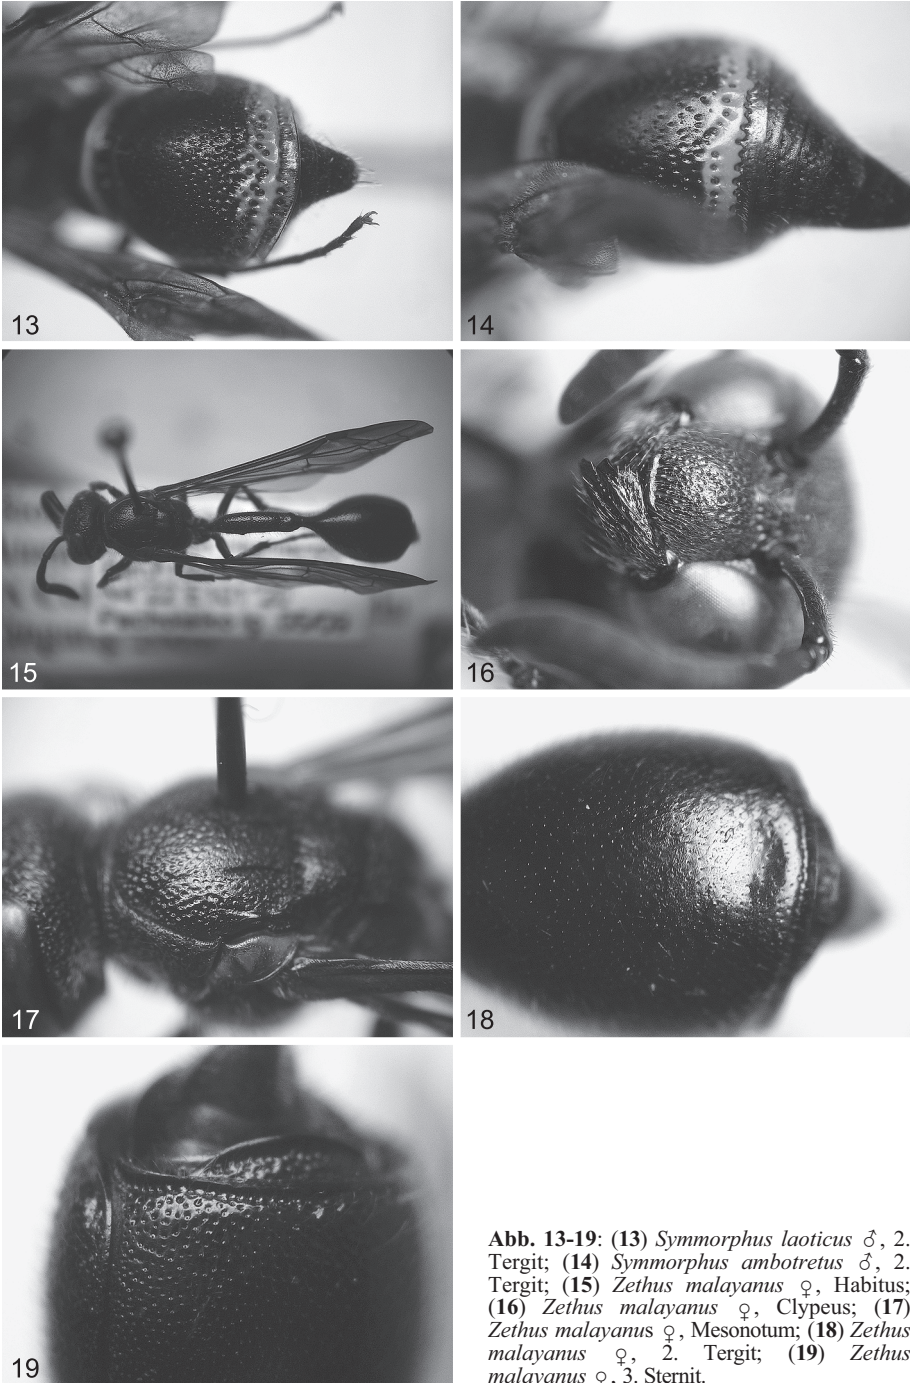 13
14
15
16
17
18
19
Abb. 13-19: (13) Symmorphus laoticus ♂, 2.
Tergit; (14) Symmorphus ambotretus ♂, 2.
Tergit; (15) Zethus malayanus ♀, Habitus;
(16) Zethus malayanus ♀, Clypeus; (17)
Zethus malayanus ♀, Mesonotum; (18) Zethus
malayanus ♀, 2. Tergit; (19) Zethus
malayanus ♀, 3. Sternit.